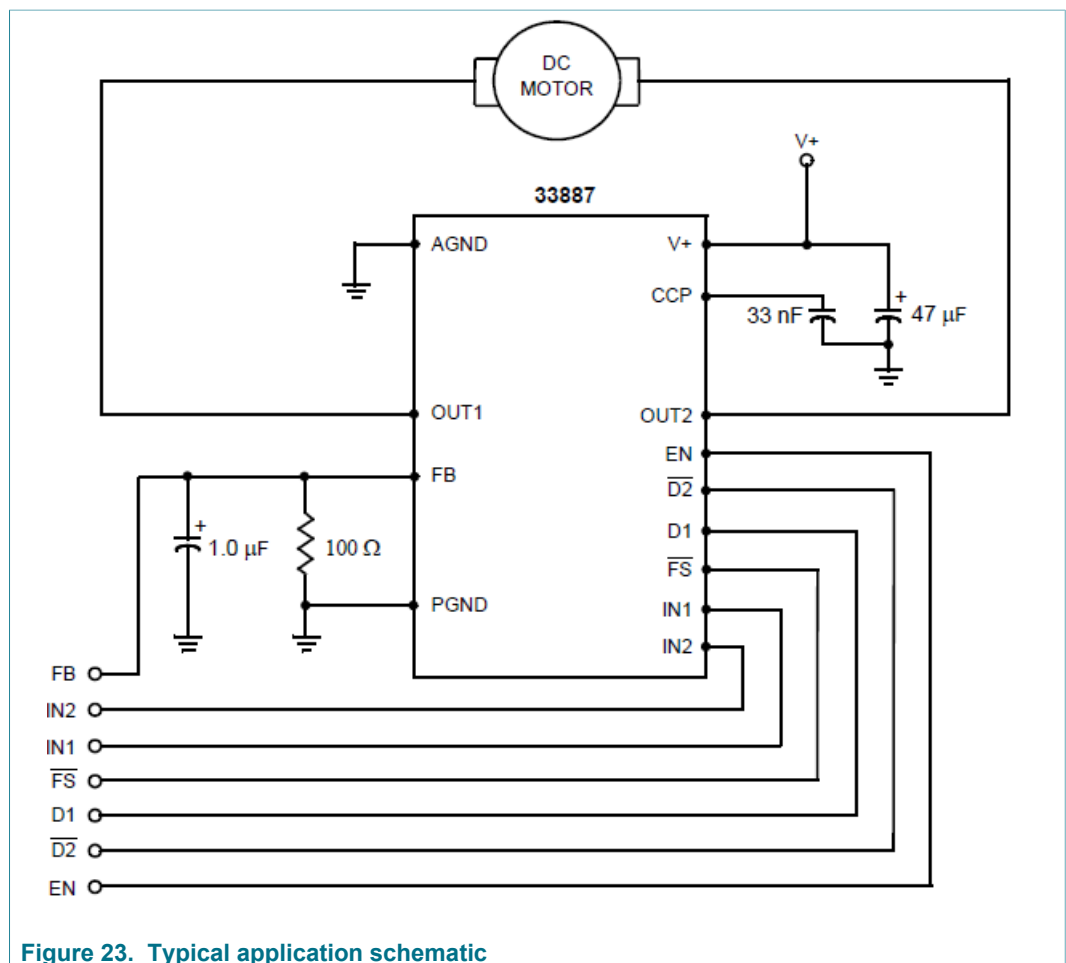 DC
MOTOR
V+
33887
AGND
V+
CCP
33 nF
+
47 µF
OUT1
OUT2
FB
EN
D2
+
1.0 µF
100 Ω
D1
FS
PGND
IN1
IN2
FB
IN2
IN1
FS
D1
D2
EN
Figure 23. Typical application schematic